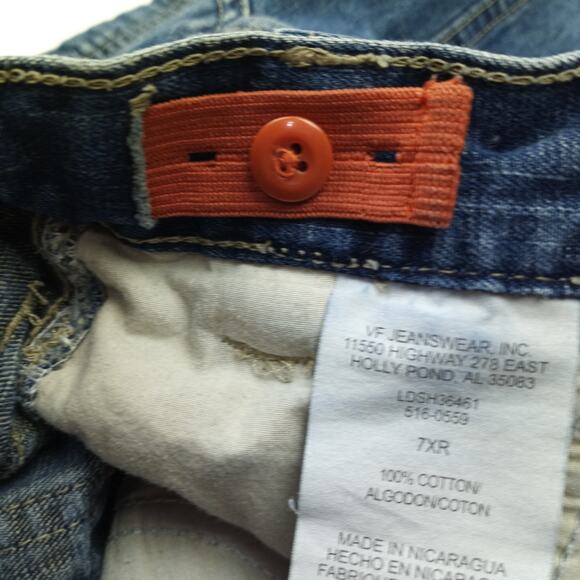 VF JEANSWEAR, INC.
11550 HIGHWAY 278 EAST
HOLLY POND, AL 35083
LDSH36461
516-0559
7XR
100% COTTON/
ALGODON/COTON
MADE IN NICARAGUA
HECHO EN NICARAGUA